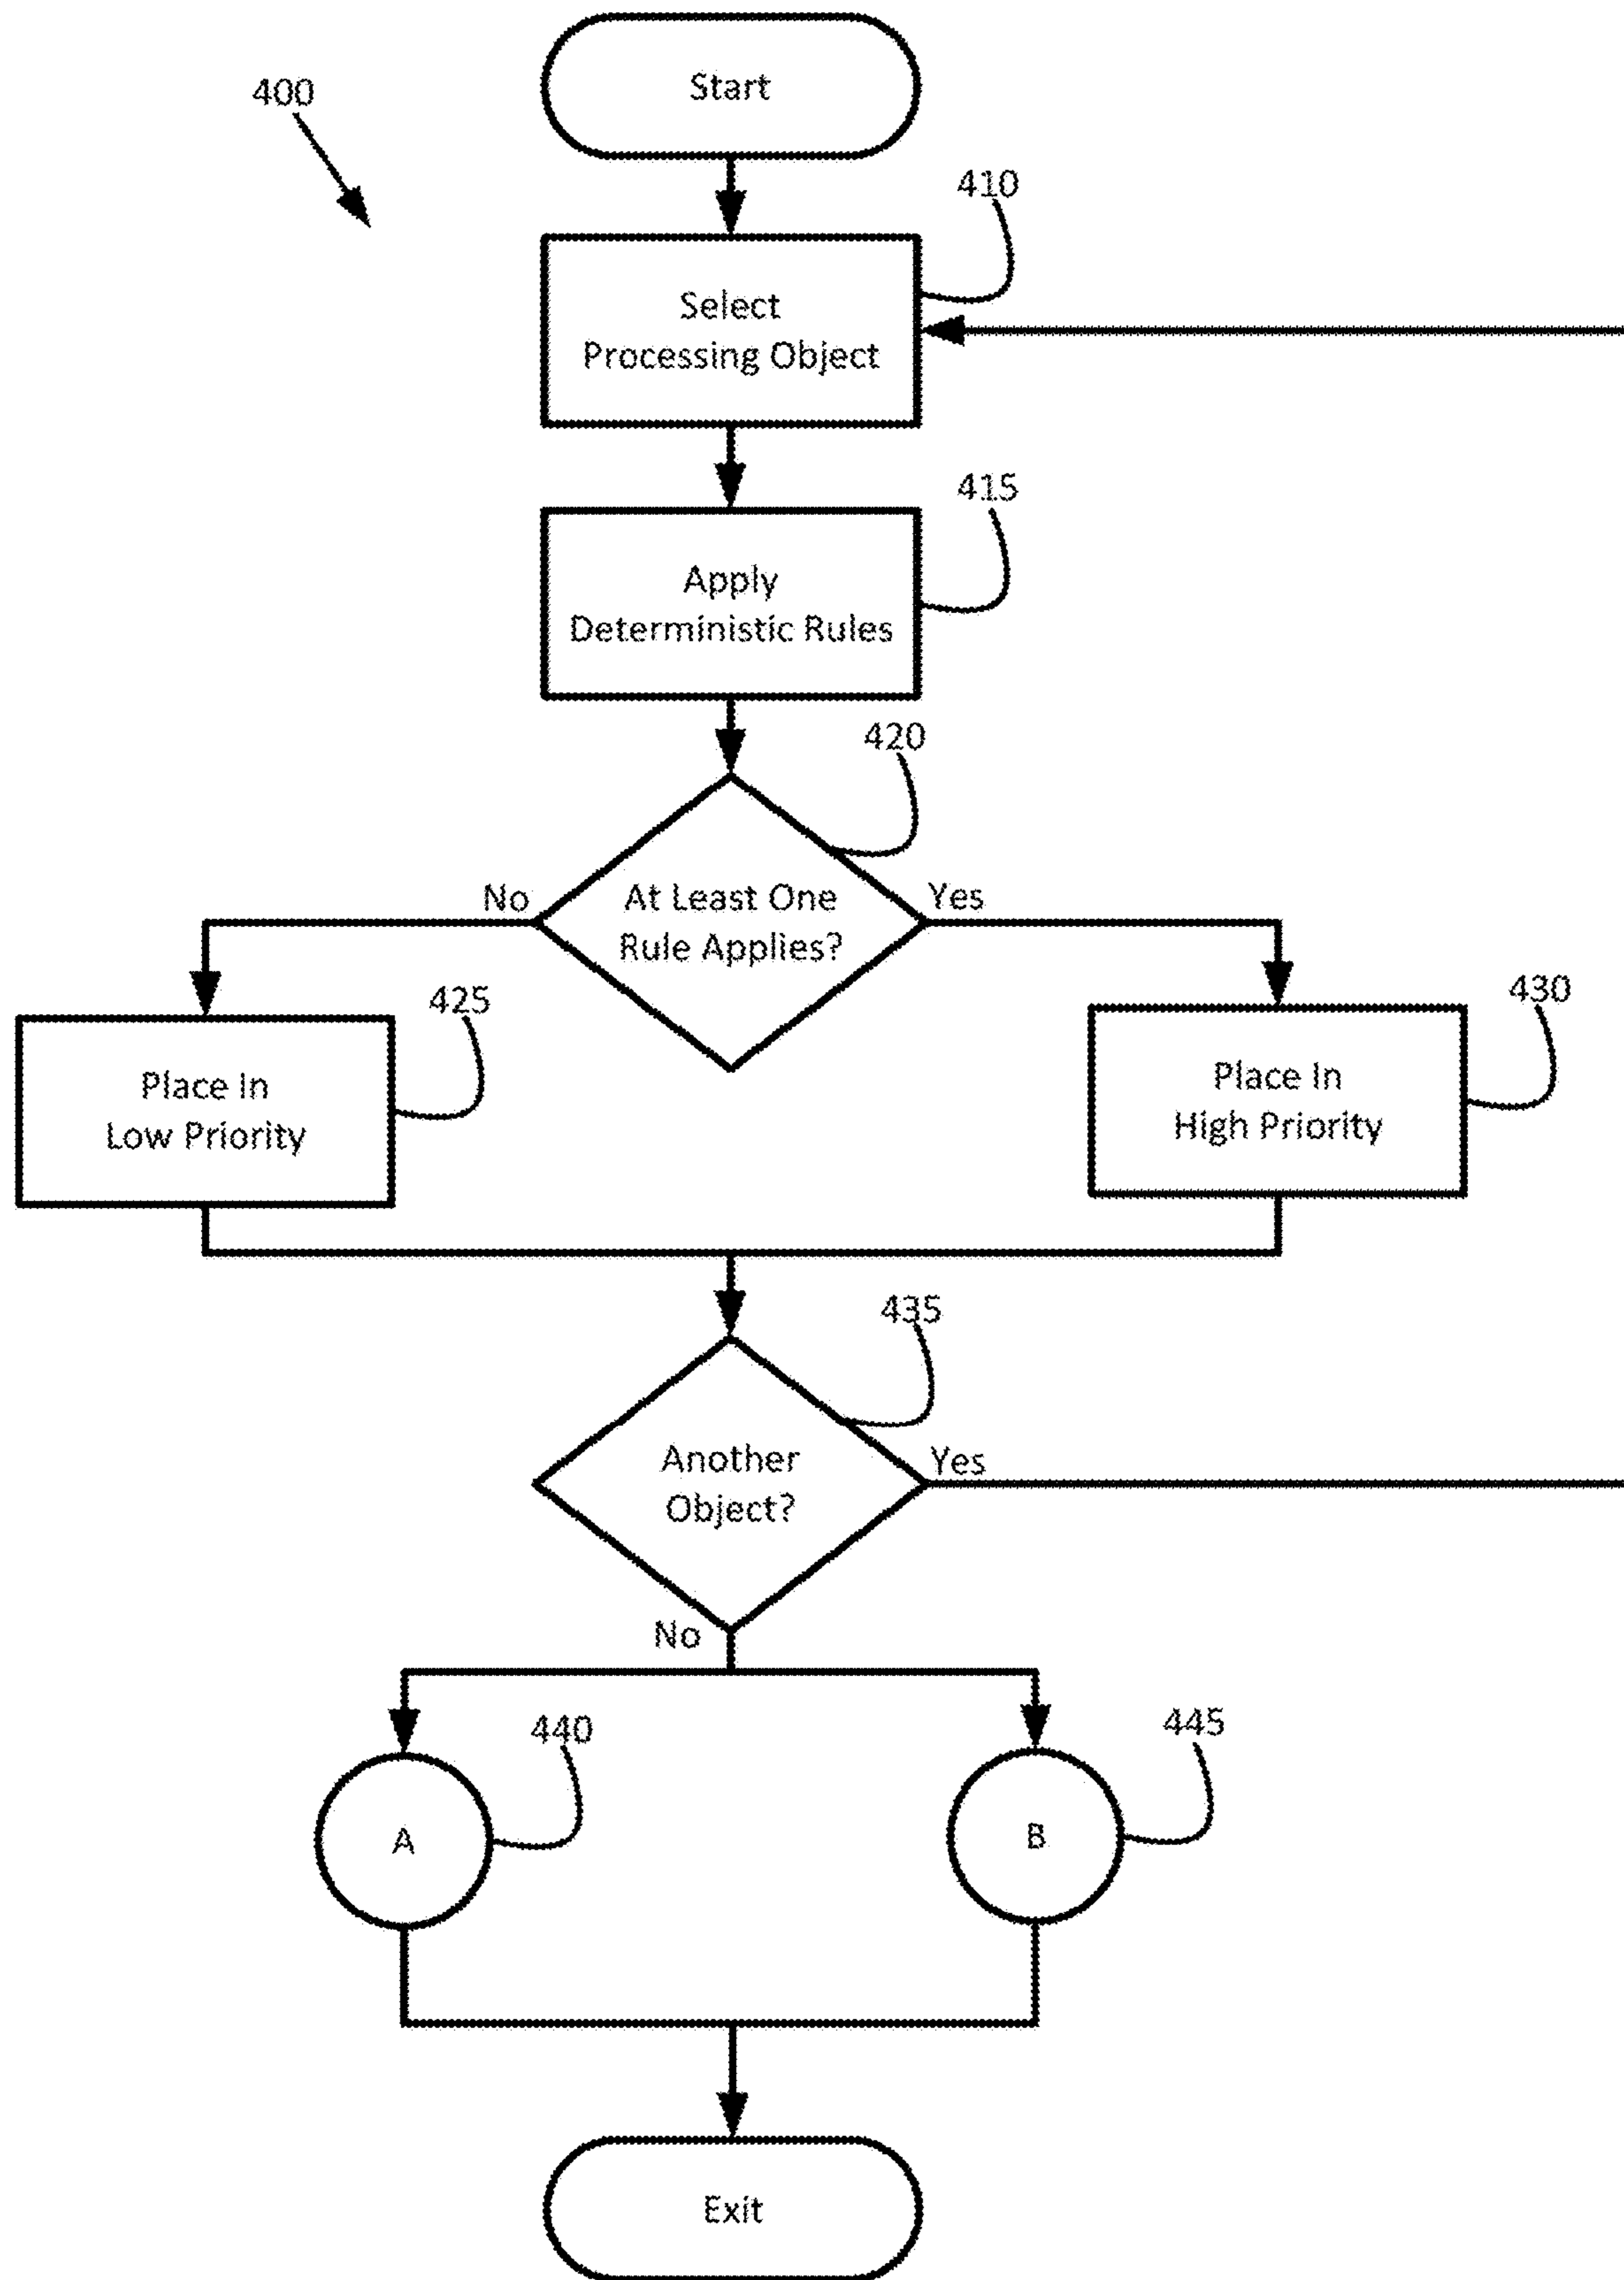 Start
400
410
Select
Processing Object
415
Apply
Deterministic Rules
420
No
At Least One
Rule Applies?
Yes
425
430
Place In
Low Priority
Place In
High Priority
435
Another
Object?
Yes
No
440
445
A
B
Exit